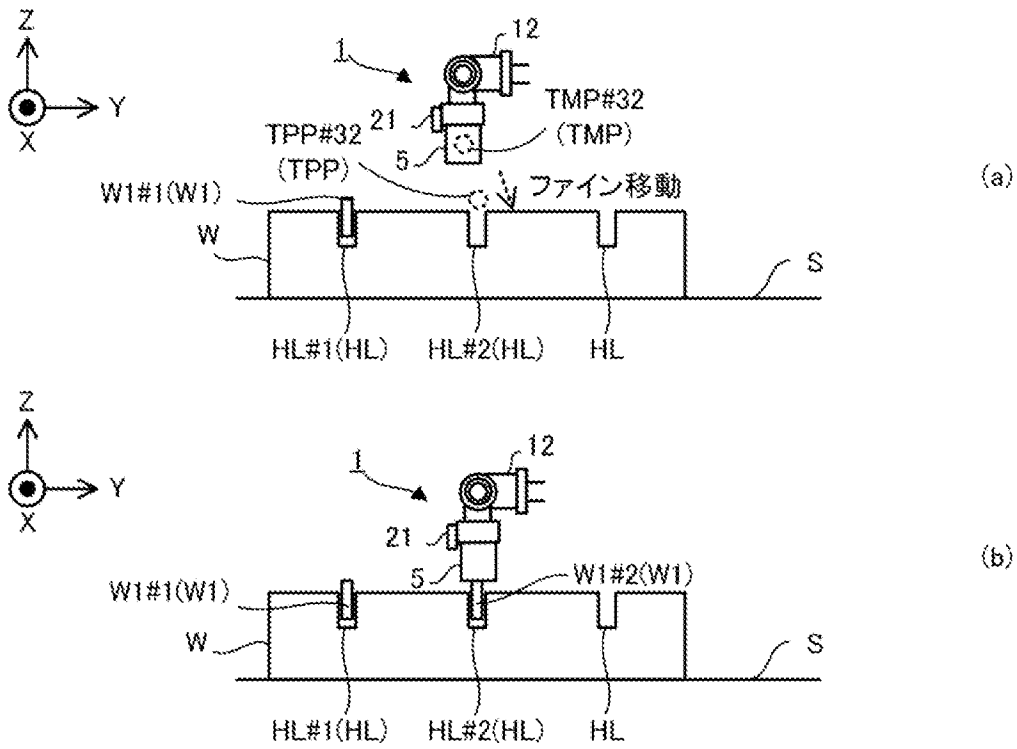 Z
Y
X
1
12
21
5
TMP#32
(TMP)
TPP#32
(TPP)
ファイン移動
W1#1(W1)
W
S
HL#1(HL)
HL#2(HL)
HL
(a)
Z
Y
X
1
12
21
5
W1#1(W1)
W1#2(W1)
W
S
HL#1(HL)
HL#2(HL)
HL
(b)